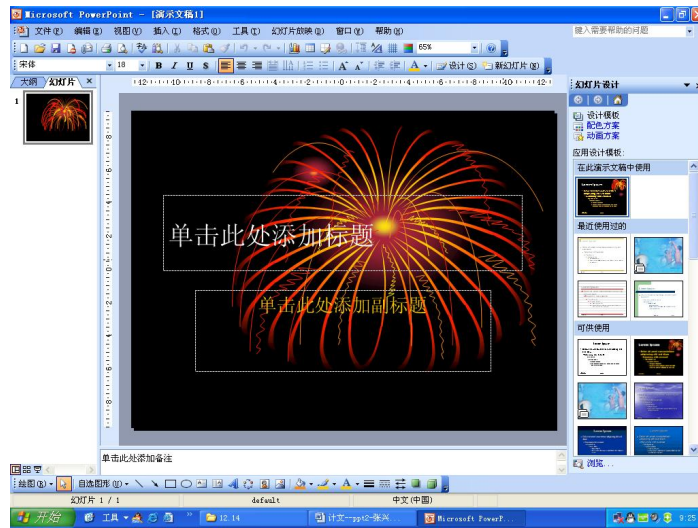 Microsoft PowerPoint - [演示文稿1]
文件(F) 编辑(E) 视图(V) 插入(I) 格式(O) 工具(T) 幻灯片放映(D) 窗口(W) 帮助(H) 键入需要帮助的问题
65%
宋体 18 B I U S A A A 设计(S) 新幻灯片(N)
大纲 幻灯片 ×
幻灯片设计
1
设计模板
配色方案
动画方案
应用设计模板:
在此演示文稿中使用
单击此处添加标题
最近使用过的
单击此处添加副标题
可供使用
单击此处添加备注
浏览...
绘图(R) 自选图形(U)
幻灯片 1 / 1 default 中文(中国)
开始 工具 12.14 计文--ppt2-张兴... Microsoft PowerP... 9:25